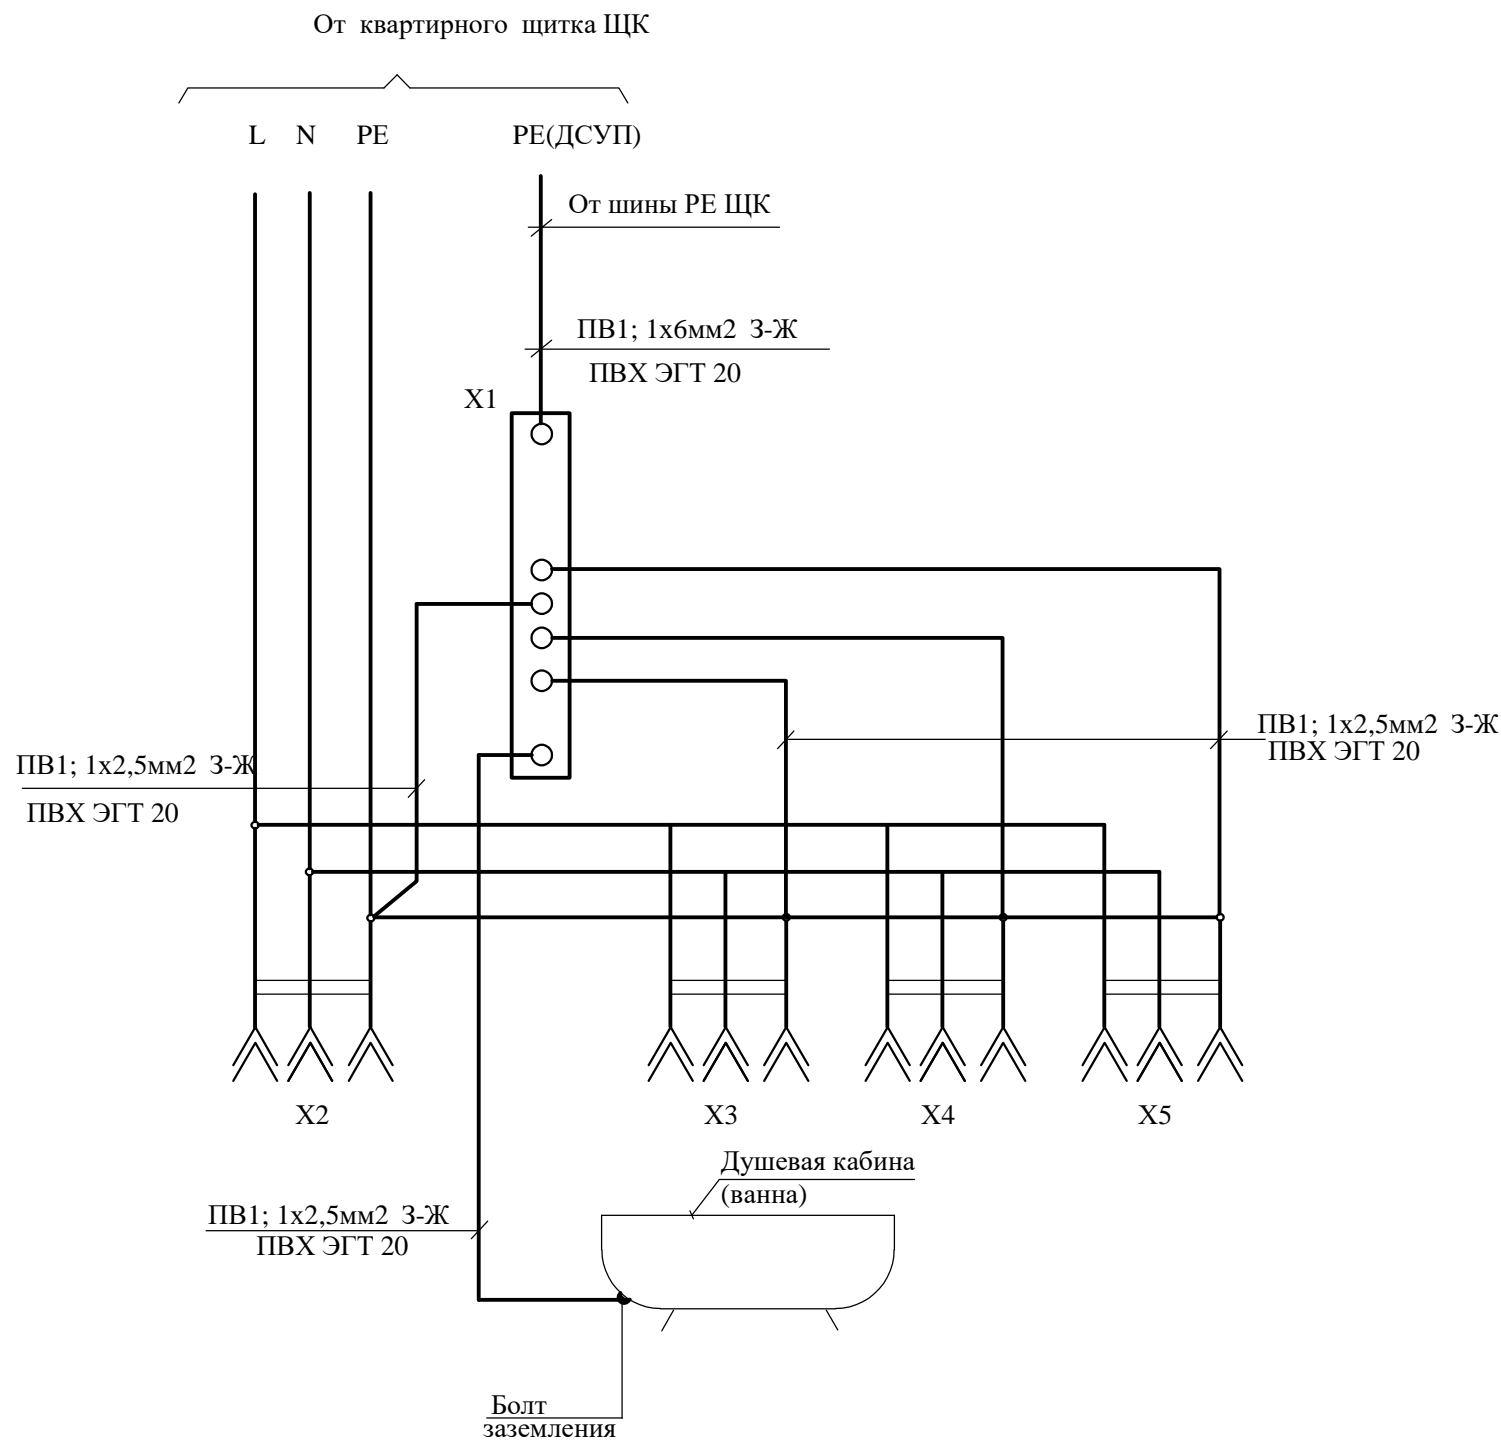 От квартирного щитка ЩК
L N PE PE(ДСУП)
От шины PE ЩК
ПВ1; 1х6мм2 З-Ж
ПВХ ЭГТ 20
X1
ПВ1; 1х2,5мм2 З-Ж
ПВХ ЭГТ 20
ПВ1; 1х2,5мм2 З-Ж
ПВХ ЭГТ 20
X2 X3 X4 X5
Душевая кабина
(ванна)
ПВ1; 1х2,5мм2 З-Ж
ПВХ ЭГТ 20
Болт
заземления